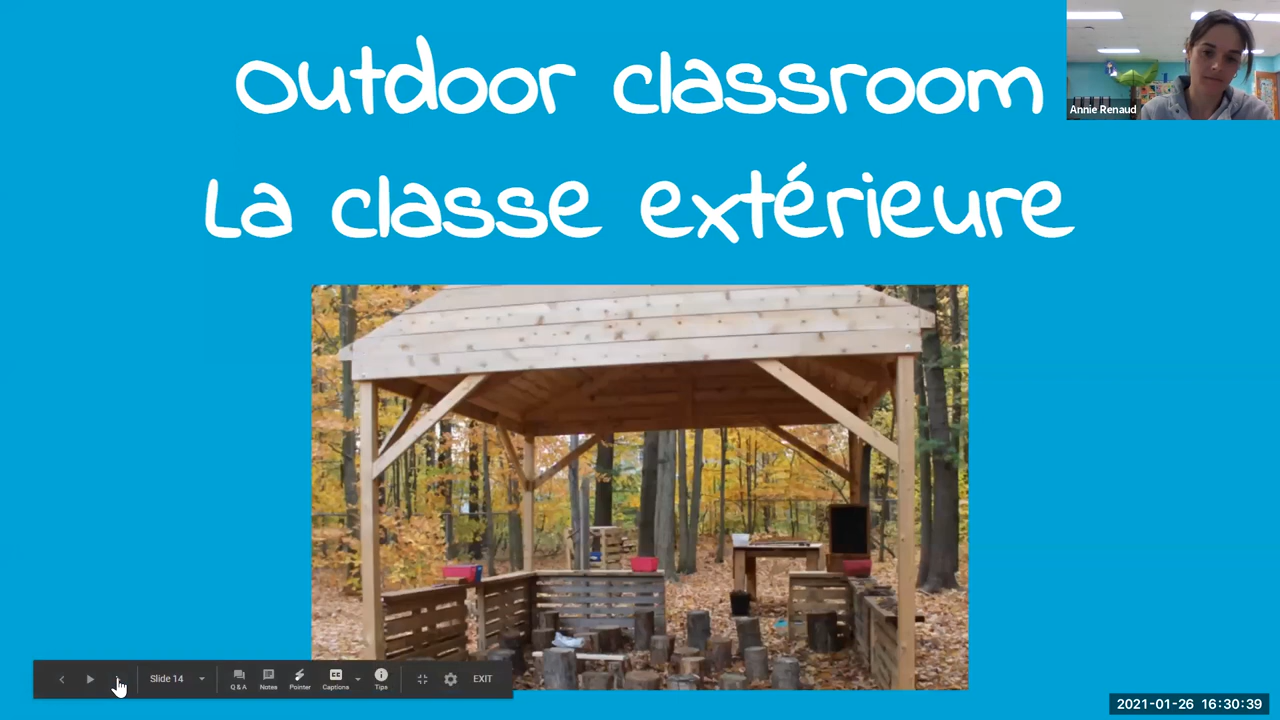 Outdoor classroom
La classe extérieure
Annie Renaud
Slide 14
Q&A
Notes
Pointer
Captions
Tips
EXIT
2021-01-26 16:30:39